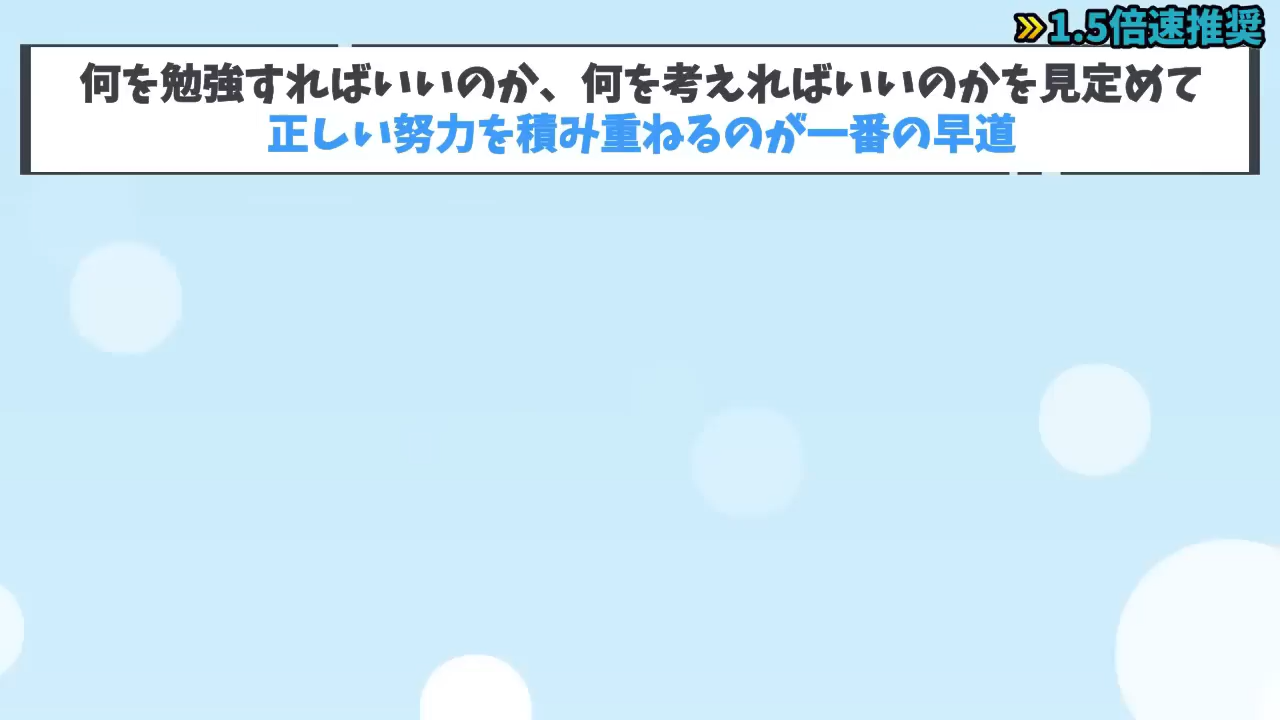 1.5倍速推奨
何を勉強すればいいのか、何を考えればいいのかを見定めて
正しい努力を積み重ねるのが一番の早道